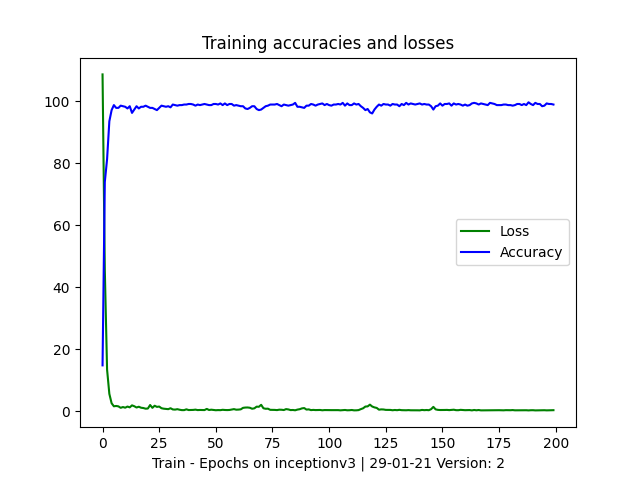 Training accuracies and losses
100
80
60
40
20
0
Loss
Accuracy
0 25 50 75 100 125 150 175 200
Train - Epochs on inceptionv3 | 29-01-21 Version: 2